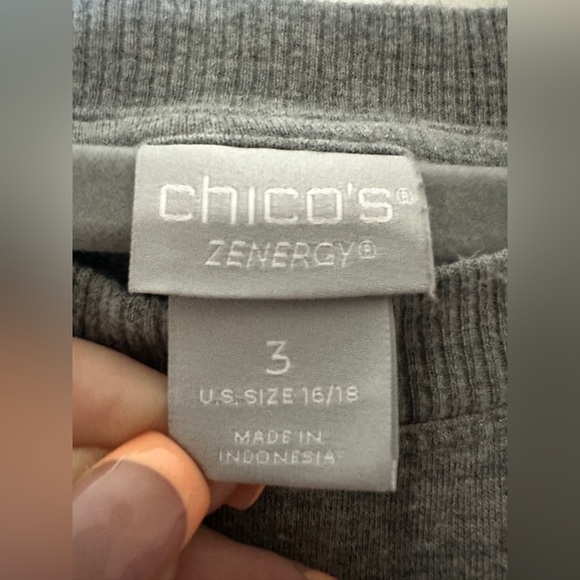 chico's®
ZENERGY®
3
U.S. SIZE 16/18
MADE IN
INDONESIA